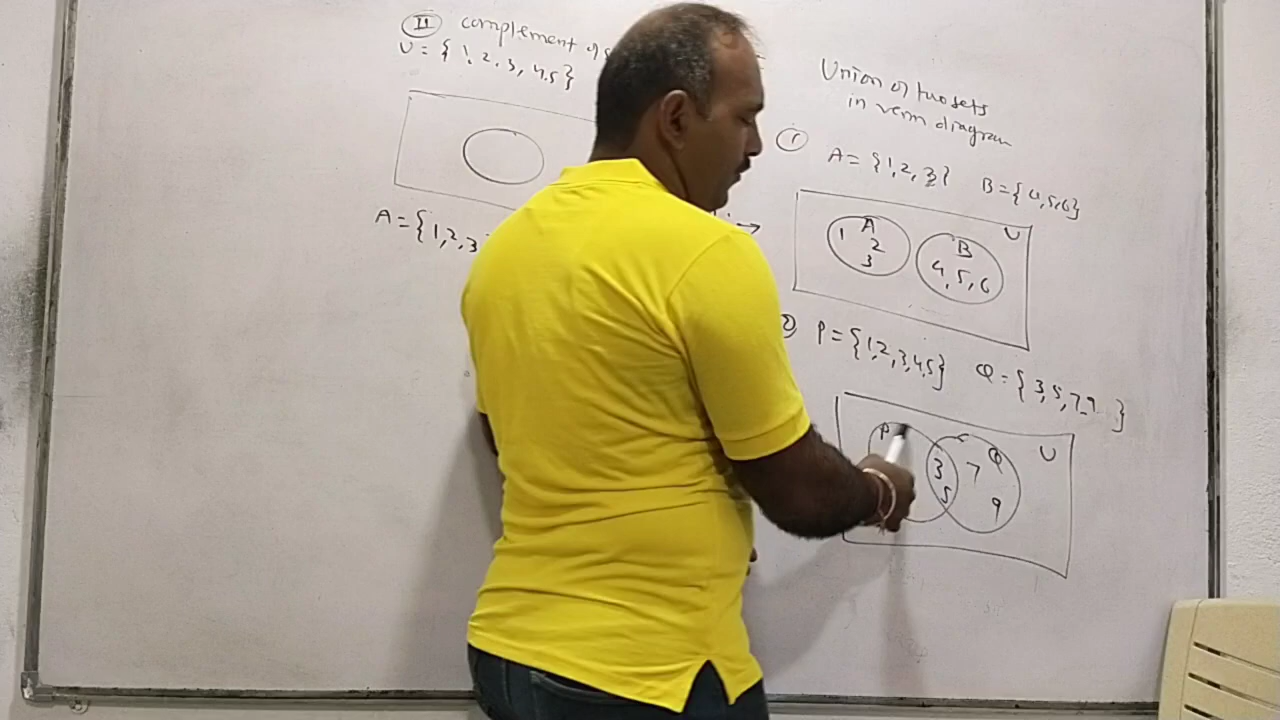 II complement of
U = { 1, 2, 3, 4,5}
A = {1,2,3
Union of two sets
in venn diagram
1 A = {1,2,3} B = {4,5,6}
U
A
1 2
3
B
4,5,6
2) P = {1,2,3,4,5} Q = {3,5,7,9 }
U
P
3
5
Q
7
9